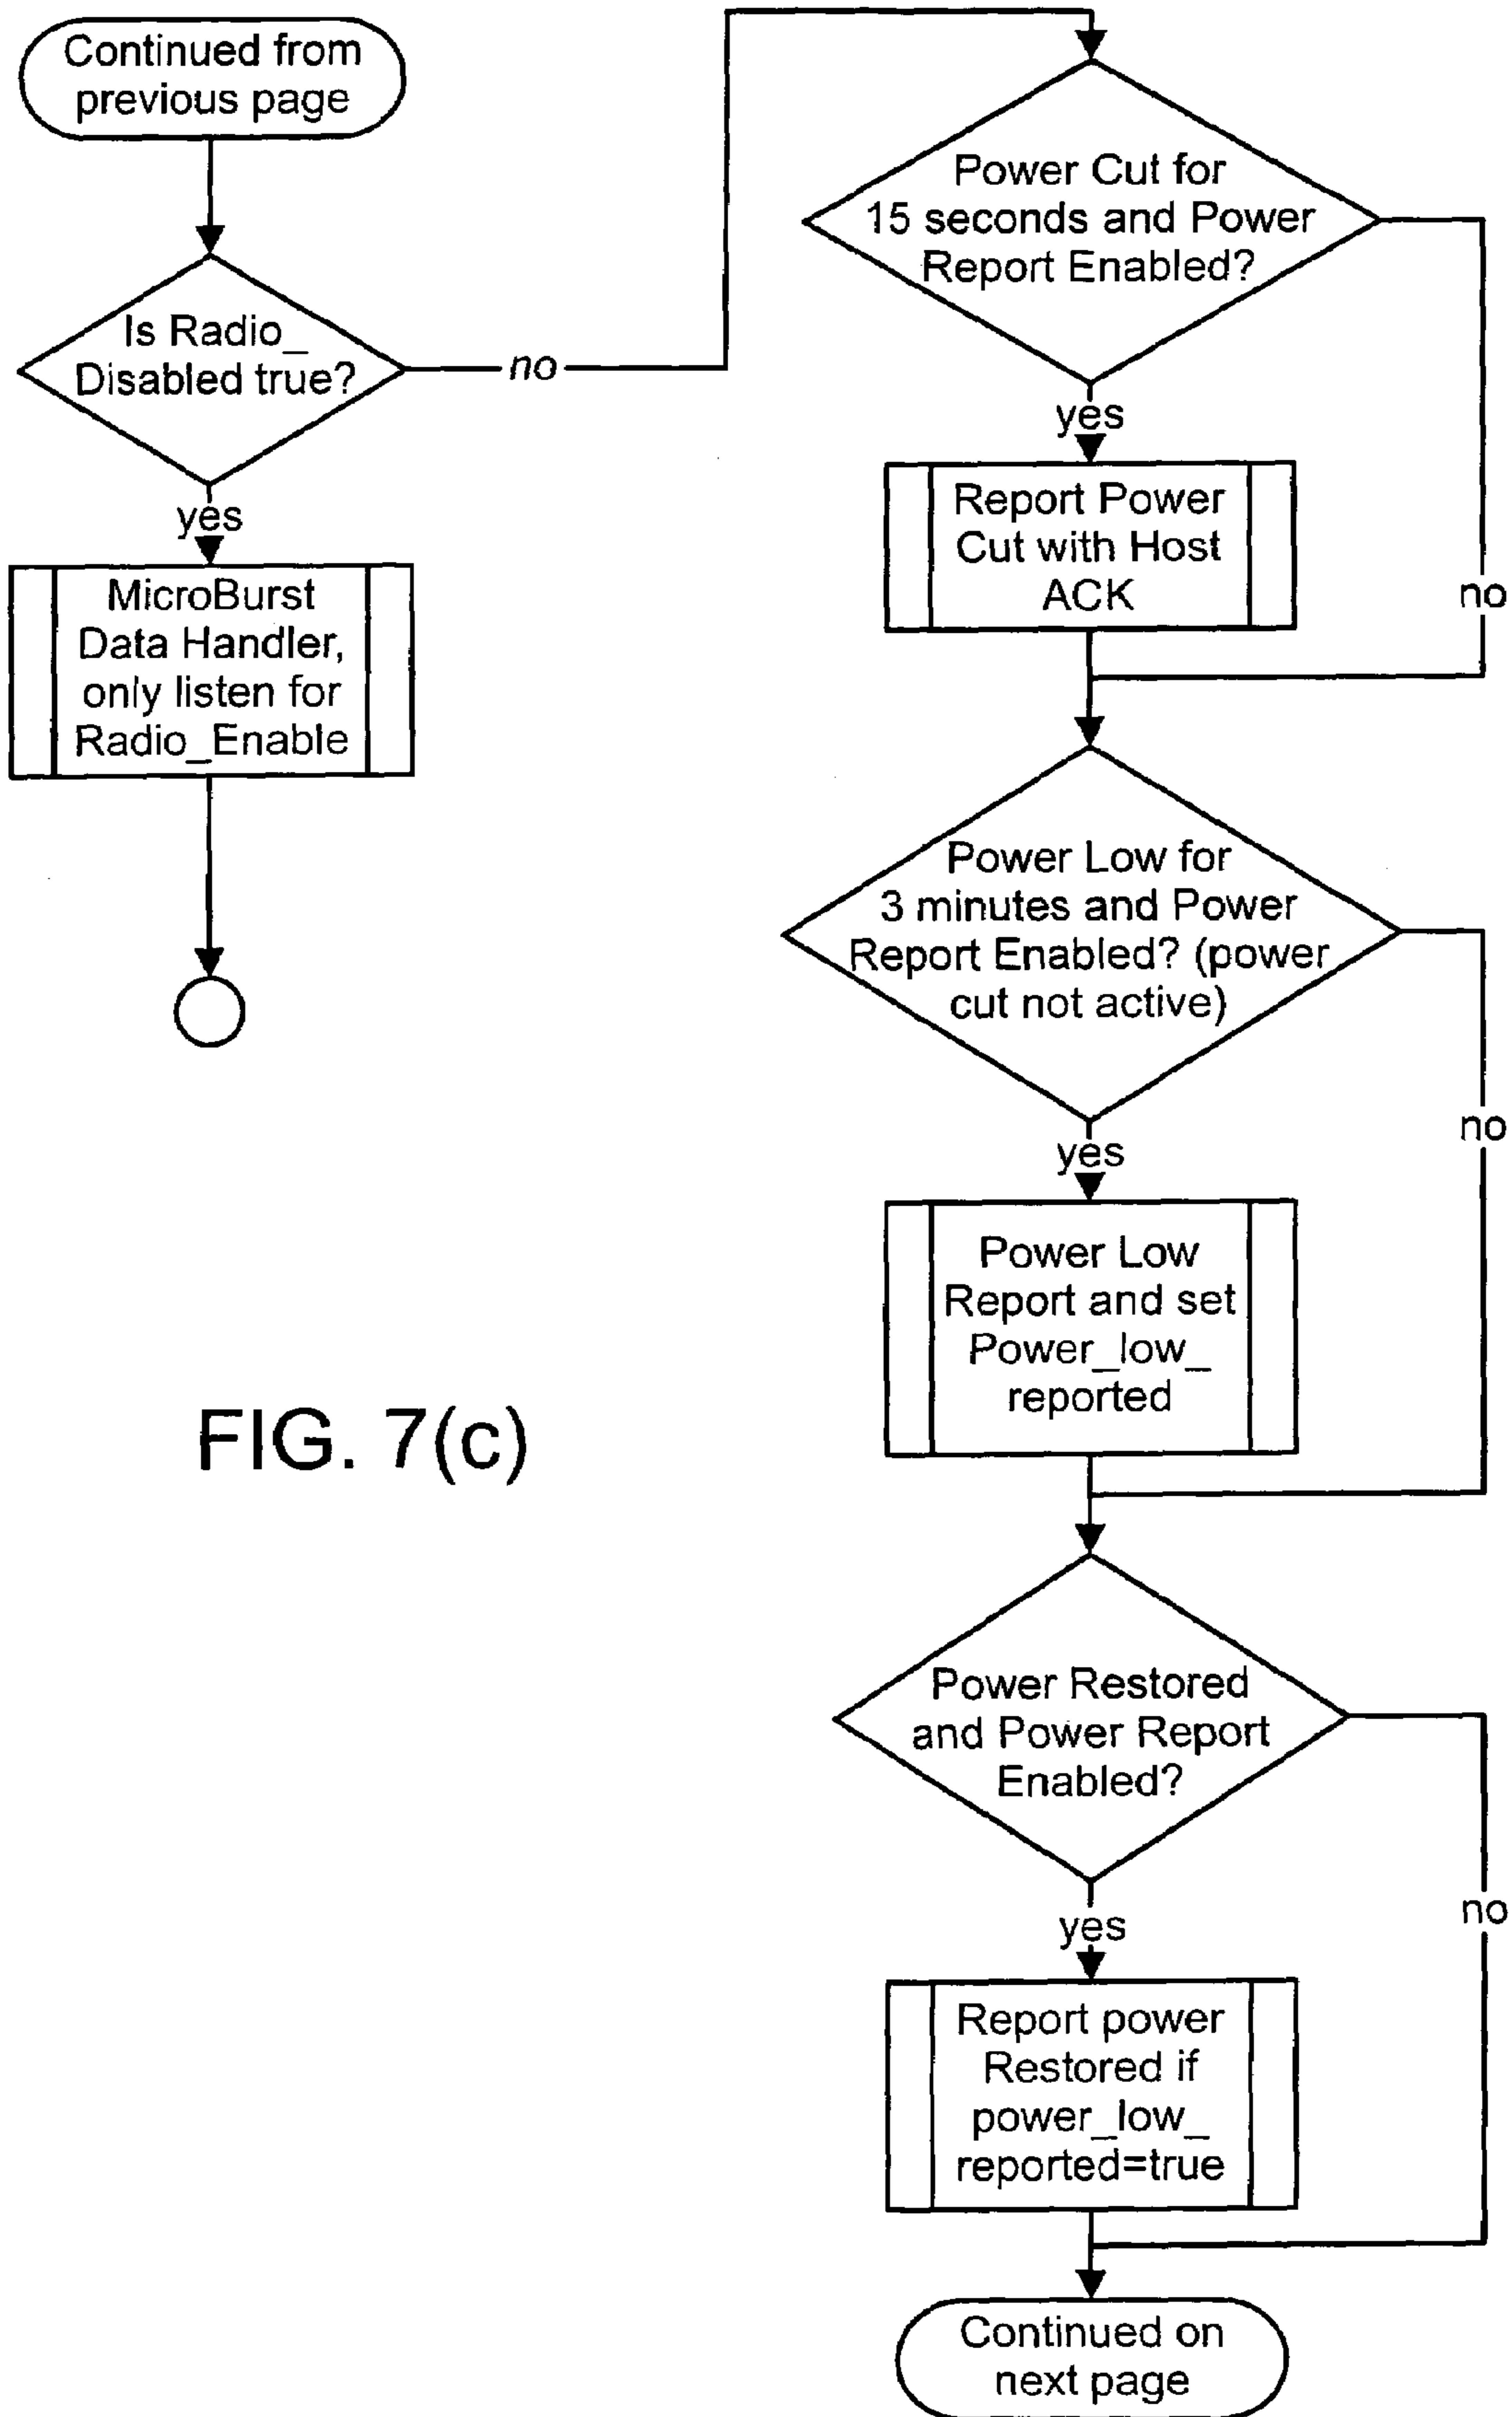 Continued from
previous page
Is Radio_
Disabled true?
no
yes
MicroBurst
Data Handler,
only listen for
Radio_Enable
Power Cut for
15 seconds and Power
Report Enabled?
yes
no
Report Power
Cut with Host
ACK
Power Low for
3 minutes and Power
Report Enabled? (power
cut not active)
yes
no
Power Low
Report and set
Power_low_
reported
Power Restored
and Power Report
Enabled?
yes
no
Report power
Restored if
power_low_
reported=true
Continued on
next page
FIG. 7(c)